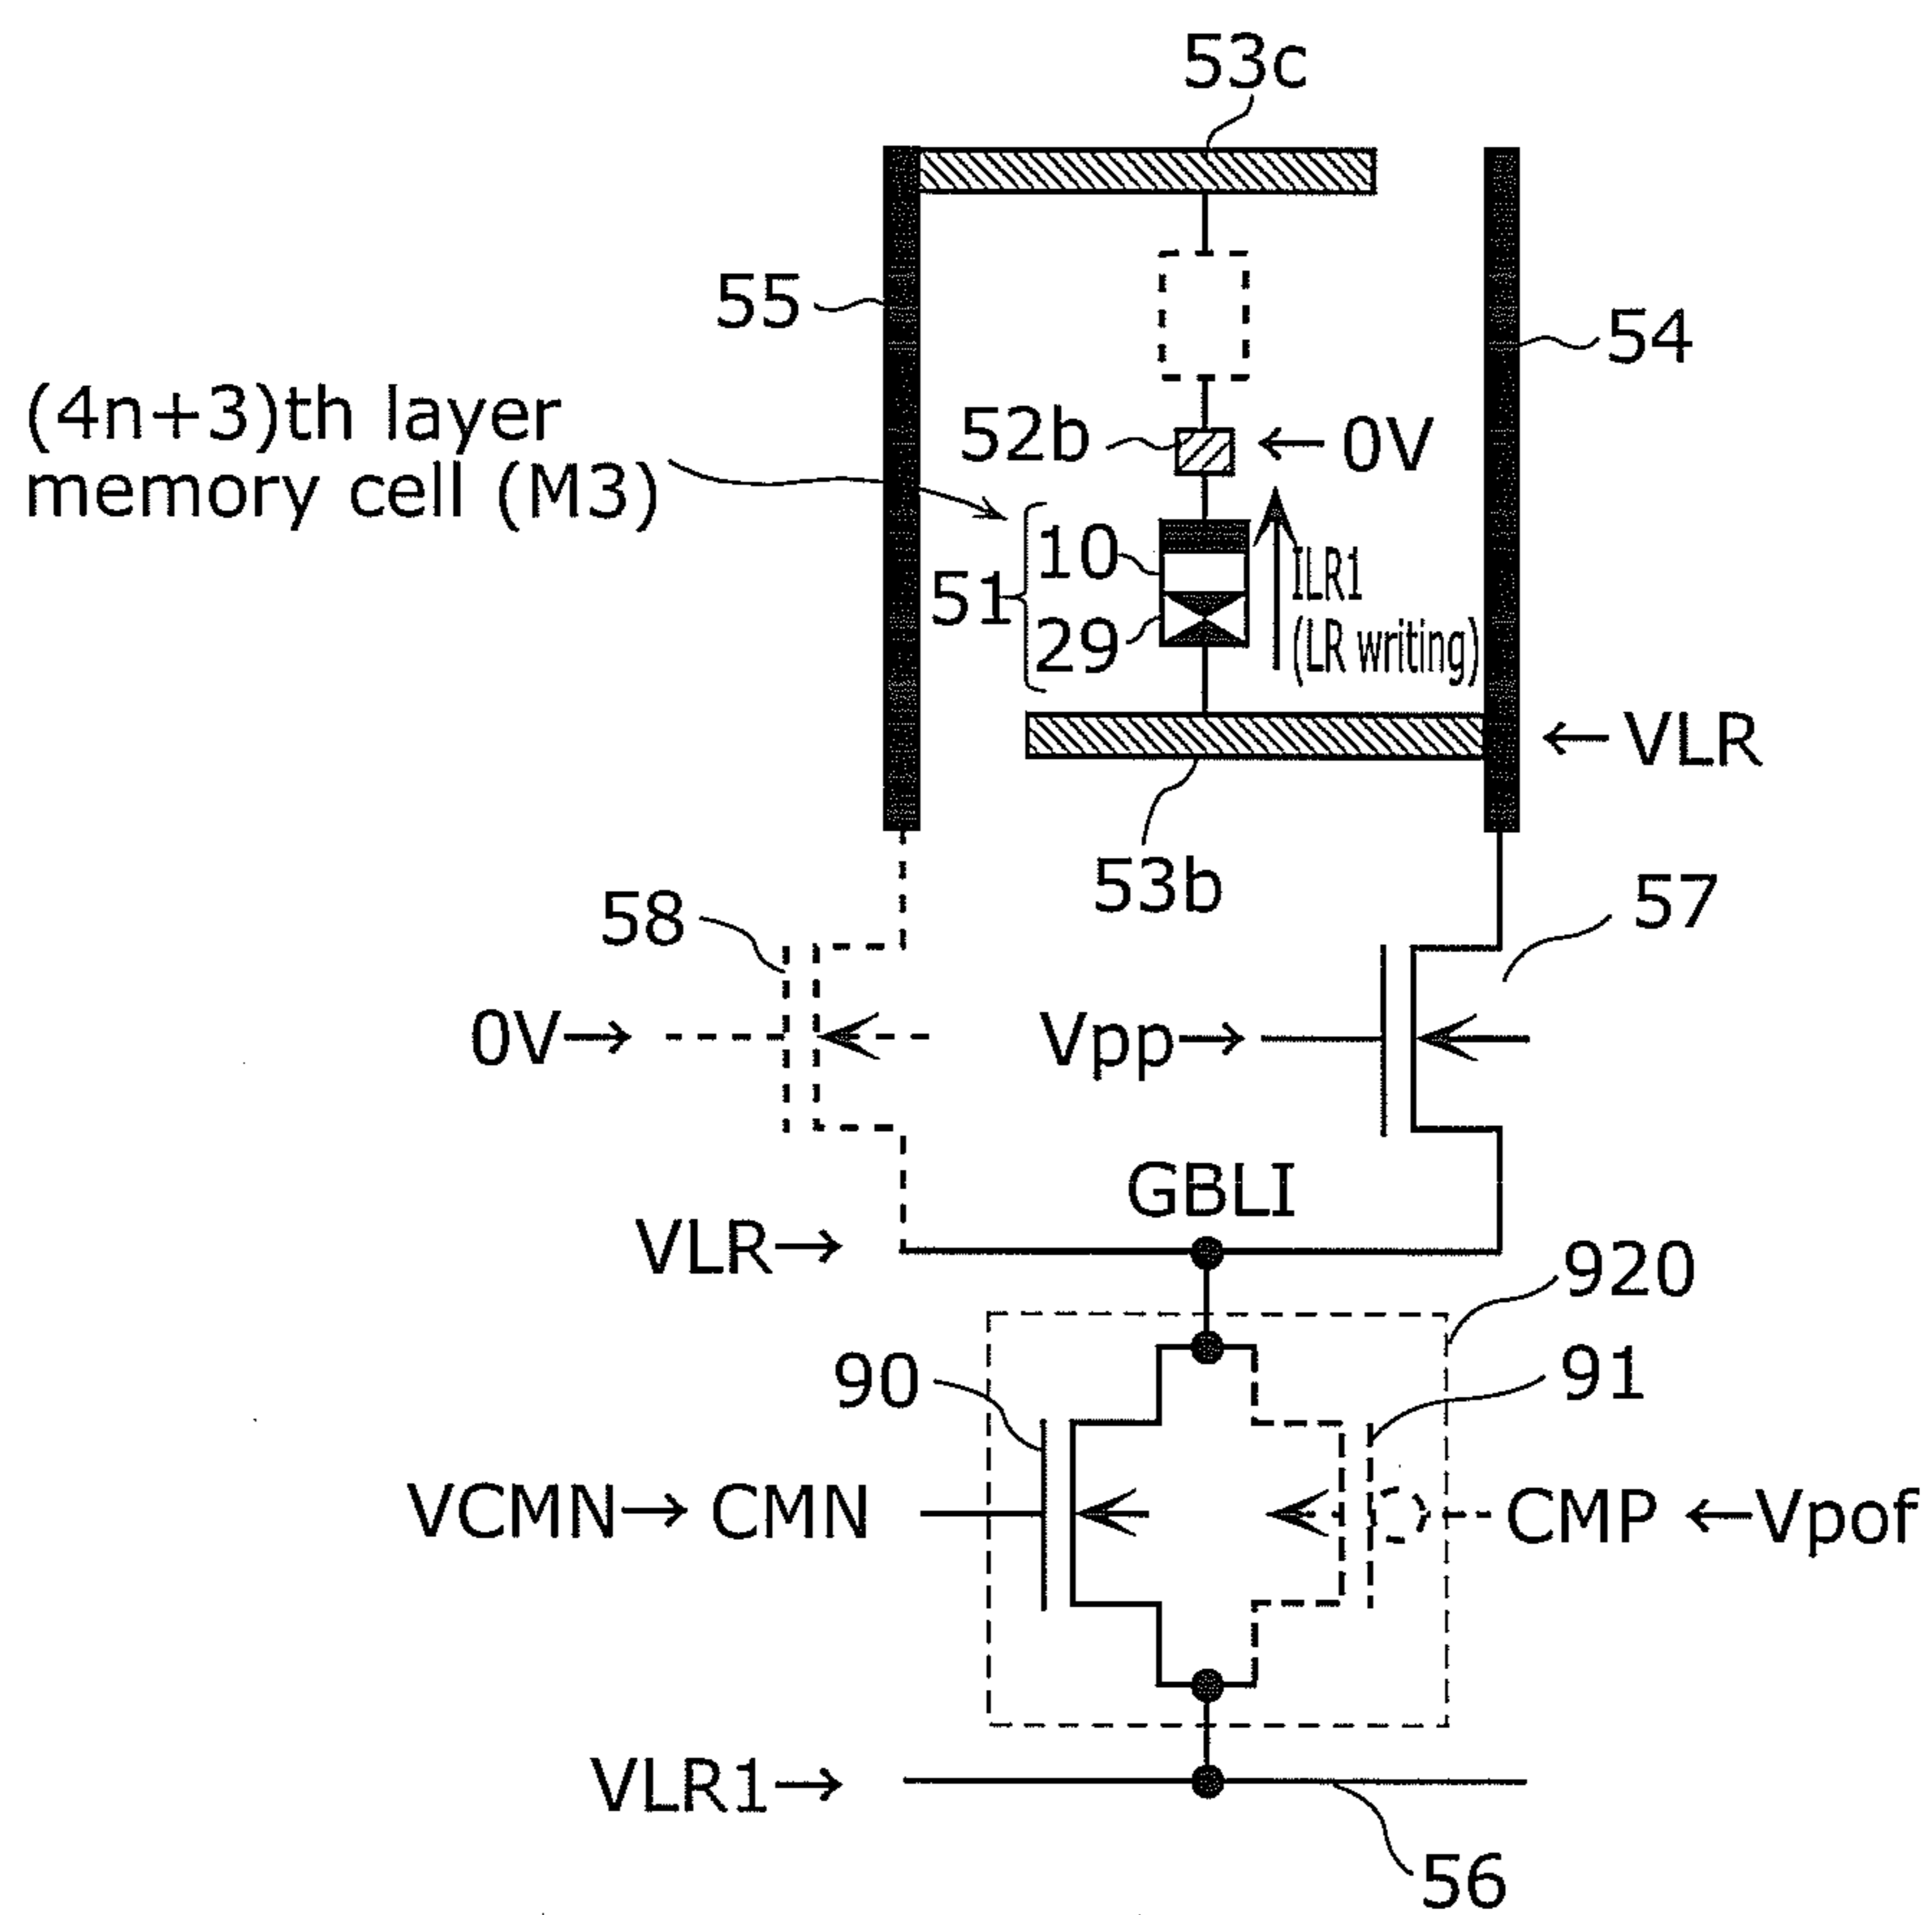 53c
55
54
(4n+3)th layer
memory cell (M3)
52b
0V
51
10
29
ILR1
(LR writing)
VLR
53b
58
57
0V
Vpp
GBLI
VLR
920
90
91
VCMN
CMN
CMP
Vpof
VLR1
56